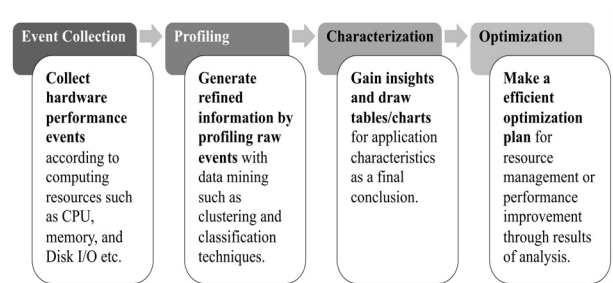 Event Collection
Collect
hardware
performance
events
according to
computing
resources such
as CPU,
memory, and
Disk I/O etc.
Profiling
Generate
refined
information by
profiling raw
events with
data mining
such as
clustering and
classification
techniques.
Characterization
Gain insights
and draw
tables/charts
for application
characteristics
as a final
conclusion.
Optimization
Make a
efficient
optimization
plan for
resource
management or
performance
improvement
through results
of analysis.